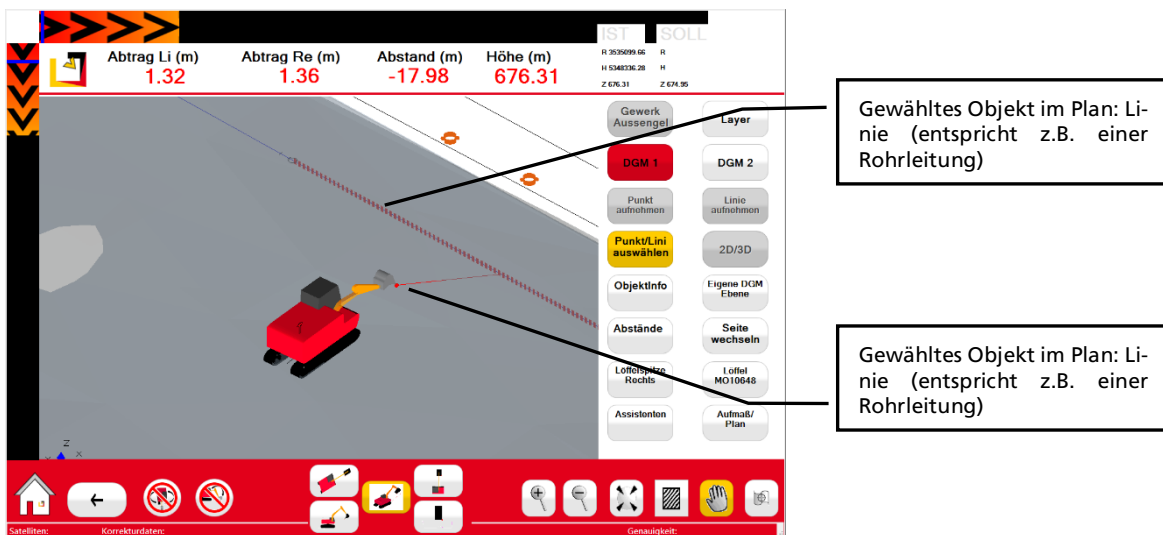 IST SOLL
Abtrag Li (m) Abtrag Re (m) Abstand (m) Höhe (m)
1.32 1.36 -17.98 676.31
R 3535099.66 R
H 5348336.28 H
Z 676.31 Z 674.95
Gewerk
Aussengel
Layer
DGM 1
DGM 2
Punkt
aufnehmen
Linie
aufnehmen
Punkt/Lini
auswählen
2D/3D
ObjektInfo
Eigene DGM
Ebene
Abstände
Seite
wechseln
Löffelspitze
Rechts
Löffel
MO10648
Assistenten
Aufmaß/
Plan
Z
Y X
Satelliten: Korrekturdaten: Genauigkeit:
Gewähltes Objekt im Plan: Li-
nie (entspricht z.B. einer
Rohrleitung)
Gewähltes Objekt im Plan: Li-
nie (entspricht z.B. einer
Rohrleitung)